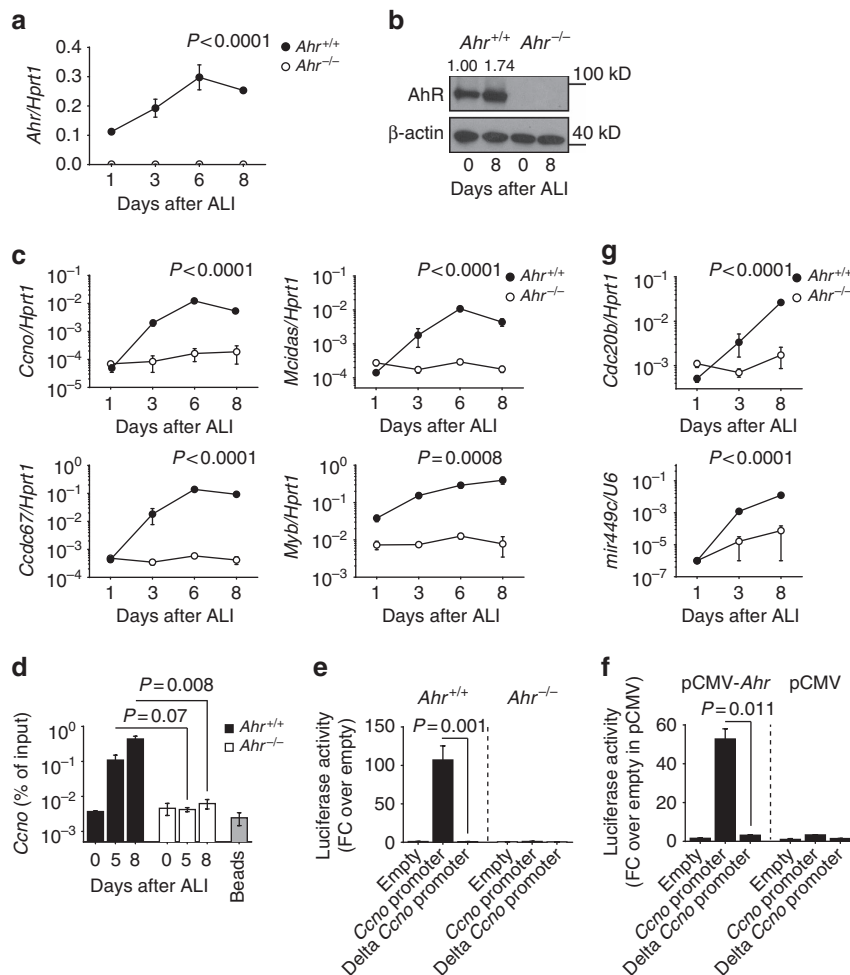 a
P<0.0001
Ahr+/+
Ahr−/−
Ahr/Hprt1
0.4
0.3
0.2
0.1
0.0
1 3 6 8
Days after ALI
b
Ahr+/+ Ahr−/−
1.00 1.74
100 kD
AhR
β-actin
40 kD
0 8 0 8
Days after ALI
c
P<0.0001
Ccno/Hprt1
10−1
10−2
10−3
10−4
10−5
1 3 6 8
Days after ALI
P<0.0001
Ahr+/+
Ahr−/−
Mcidas/Hprt1
10−1
10−2
10−3
10−4
1 3 6 8
Days after ALI
P<0.0001
Ccdc67/Hprt1
100
10−1
10−2
10−3
10−4
1 3 6 8
Days after ALI
P=0.0008
Myb/Hprt1
100
10−1
10−2
10−3
1 3 6 8
Days after ALI
g
P<0.0001
Ahr+/+
Ahr−/−
Cdc20b/Hprt1
10−1
10−2
10−3
1 3 8
Days after ALI
P<0.0001
mir449c/U6
10−1
10−3
10−5
10−7
1 3 8
Days after ALI
d
P=0.008
P=0.07
Ahr+/+
Ahr−/−
Ccno (% of input)
100
10−1
10−2
10−3
0 5 8 0 5 8
Days after ALI
Beads
e
Ahr+/+ Ahr−/−
P=0.001
Luciferase activity
(FC over empty)
150
100
50
0
Empty
Ccno promoter
Delta Ccno promoter
Empty
Ccno promoter
Delta Ccno promoter
f
pCMV-Ahr pCMV
P=0.011
Luciferase activity
(FC over empty in pCMV)
60
40
20
0
Empty
Ccno promoter
Delta Ccno promoter
Empty
Ccno promoter
Delta Ccno promoter